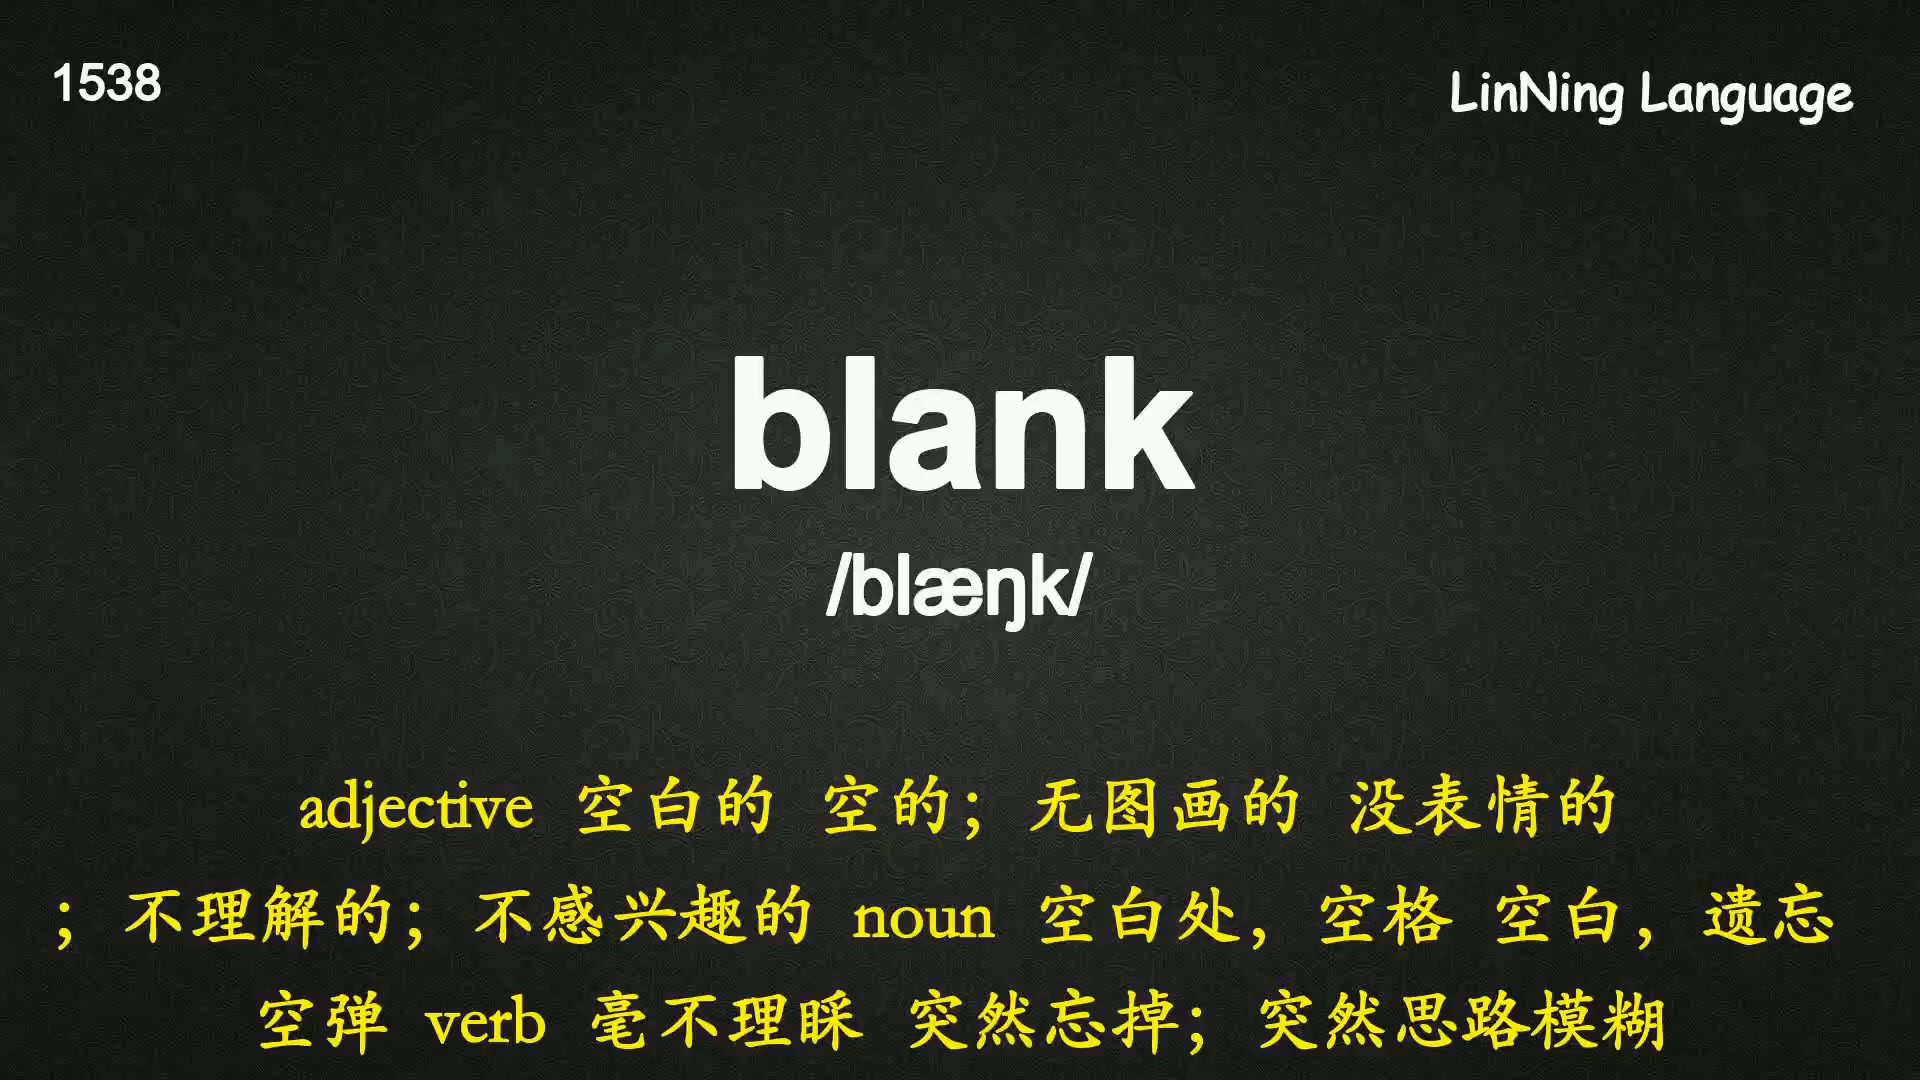 1538
LinNing Language
blank
/blæŋk/
adjective 空白的 空的；无图画的 没表情的
；不理解的；不感兴趣的 noun 空白处，空格 空白，遗忘
空弹 verb 毫不理睬 突然忘掉；突然思路模糊